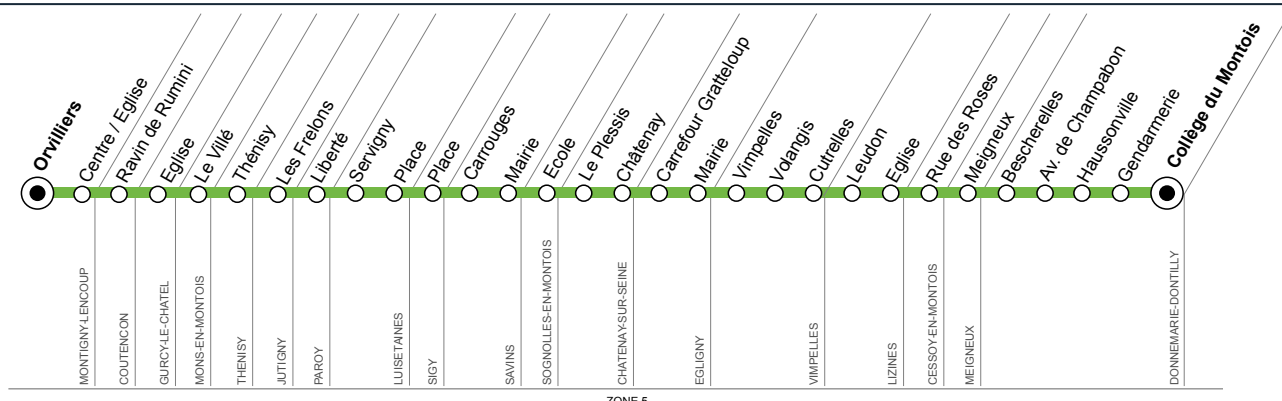 Orvilliers
Centre / Eglise
Ravin de Rumini
Eglise
Le Villé
Thénisy
Les Frelons
Liberté
Servigny
Place
Place
Carrouges
Mairie
Ecole
Le Plessis
Châtenay
Carrefour Gratteloup
Mairie
Vimpelles
Volangis
Cutrelles
Leudon
Eglise
Rue des Roses
Meigneux
Bescherelles
Av. de Champabon
Haussonville
Gendarmerie
Collège du Montois
MONTIGNY-LENCOUP
COUTENCON
GURCY-LE-CHATEL
MONS-EN-MONTOIS
THENISY
JUTIGNY
PAROY
LUISETAINES
SIGY
SAVINS
SOGNOLLES-EN-MONTOIS
CHATENAY-SUR-SEINE
EGLIGNY
VIMPELLES
LIZINES
CESSOY-EN-MONTOIS
MEIGNEUX
DONNEMARIE-DONTILLY
ZONE 5